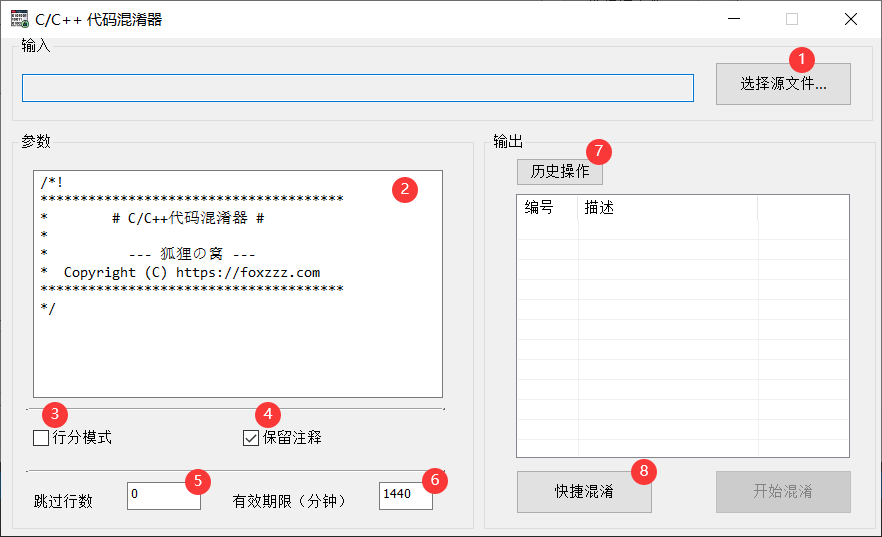 C/C++ 代码混淆器
输入
1
选择源文件...
参数
/*!
**************************************
*        # C/C++代码混淆器 #
*
*          --- 狐狸の窝 ---
*  Copyright (C) https://foxzzz.com
**************************************
*/
2
3
行分模式
4
保留注释
跳过行数
0
5
有效期限（分钟）
1440
6
输出
7
历史操作
编号 描述
快捷混淆
8
开始混淆